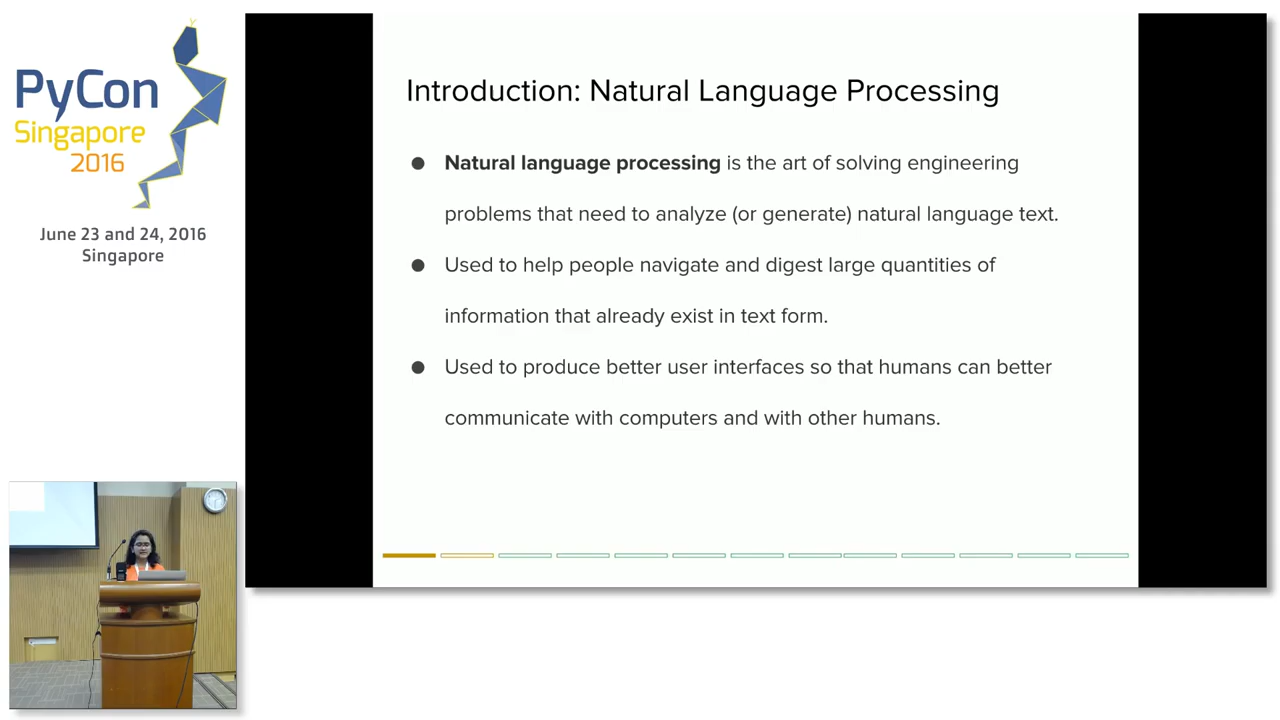 PyCon
Singapore
2016
June 23 and 24, 2016
Singapore
Introduction: Natural Language Processing
● Natural language processing is the art of solving engineering
problems that need to analyze (or generate) natural language text.
● Used to help people navigate and digest large quantities of
information that already exist in text form.
● Used to produce better user interfaces so that humans can better
communicate with computers and with other humans.